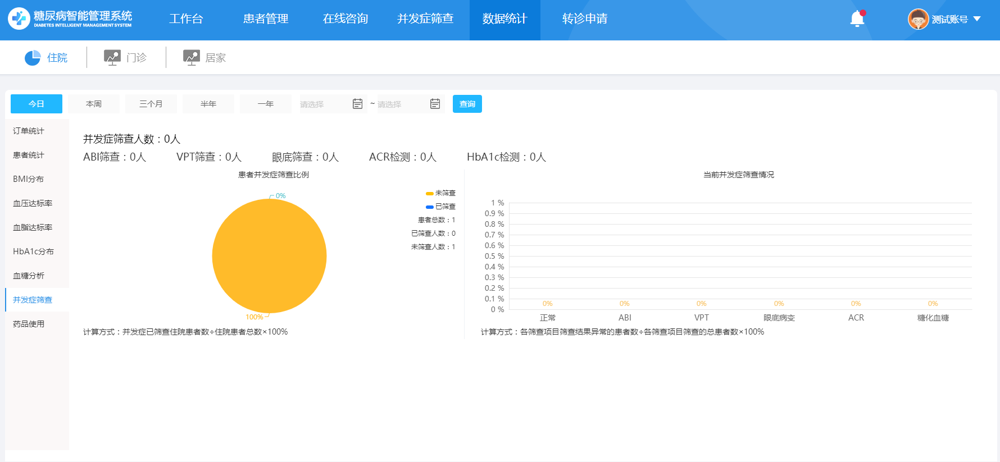 糖尿病智能管理系统
DIABETES INTELLIGENT MANAGEMENT SYSTEM
工作台 患者管理 在线咨询 并发症筛查 数据统计 转诊申请
测试账号
住院 门诊 居家
今日 本周 三个月 半年 一年 请选择 ~ 请选择 查询
订单统计
患者统计
BMI分布
血压达标率
血脂达标率
HbA1c分布
血糖分析
并发症筛查
药品使用
并发症筛查人数：0人
ABI筛查：0人 VPT筛查：0人 眼底筛查：0人 ACR检测：0人 HbA1c检测：0人
患者并发症筛查比例
0%
100%
未筛查
已筛查
患者总数：1
已筛查人数：0
未筛查人数：1
计算方式：并发症已筛查住院患者数÷住院患者总数×100%
当前并发症筛查情况
1 %
0.9 %
0.8 %
0.7 %
0.6 %
0.5 %
0.4 %
0.3 %
0.2 %
0.1 %
0 %
0% 0% 0% 0% 0% 0%
正常 ABI VPT 眼底病变 ACR 糖化血糖
计算方式：各筛查项目筛查结果异常的患者数÷各筛查项目筛查的总患者数×100%